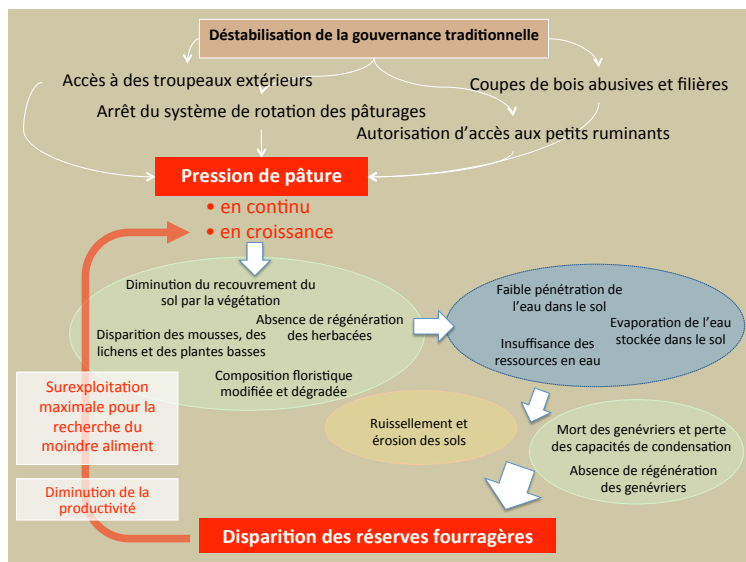 Déstabilisation de la gouvernance traditionnelle
Accès à des troupeaux extérieurs
Coupes de bois abusives et filières
Arrêt du système de rotation des pâturages
Autorisation d'accès aux petits ruminants
Pression de pâture
• en continu
• en croissance
Diminution du recouvrement du
sol par la végétation
Absence de régénération
des herbacées
Disparition des mousses, des
lichens et des plantes basses
Composition floristique
modifiée et dégradée
Faible pénétration de
l'eau dans le sol
Evaporation de l'eau
stockée dans le sol
Insuffisance des
ressources en eau
Surexploitation
maximale pour la
recherche du
moindre aliment
Ruissellement et
érosion des sols
Mort des genévriers et perte
des capacités de condensation
Absence de régénération
des genévriers
Diminution de la
productivité
Disparition des réserves fourragères